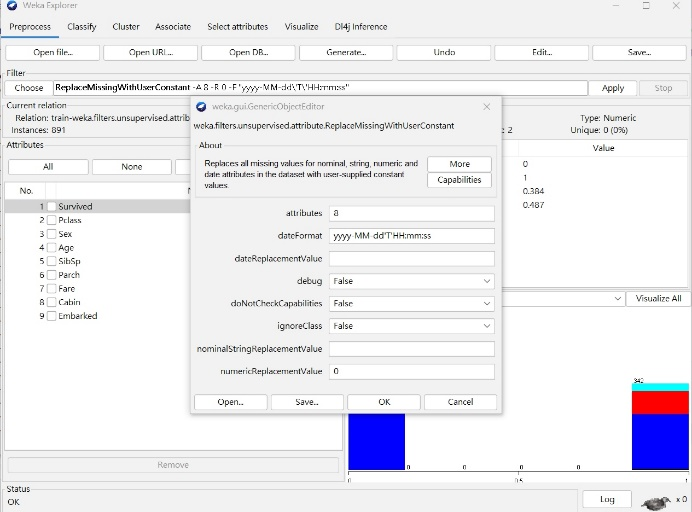 Weka Explorer
Preprocess Classify Cluster Associate Select attributes Visualize Dl4j Inference
Open file... Open URL... Open DB... Generate... Undo Edit... Save...
Filter
Choose ReplaceMissingWithUserConstant -A 8 -R 0 -F "yyyy-MM-dd\'T\'HH:mm:ss" Apply Stop
Current relation
Relation: train-weka.filters.unsupervised.attrib
Instances: 891
: 2
Type: Numeric
Unique: 0 (0%)
Attributes
All None
No.
1 Survived
2 Pclass
3 Sex
4 Age
5 SibSp
6 Parch
7 Fare
8 Cabin
9 Embarked
Remove
weka.gui.GenericObjectEditor
weka.filters.unsupervised.attribute.ReplaceMissingWithUserConstant
About
Replaces all missing values for nominal, string, numeric and
date attributes in the dataset with user-supplied constant
values.
More
Capabilities
attributes 8
dateFormat yyyy-MM-dd'T'HH:mm:ss
dateReplacementValue
debug False
doNotCheckCapabilities False
ignoreClass False
nominalStringReplacementValue
numericReplacementValue 0
Open... Save... OK Cancel
Value
0
1
0.384
0.487
Visualize All
342
0 0 0 0
0 0.5 1
Status
OK
Log x 0